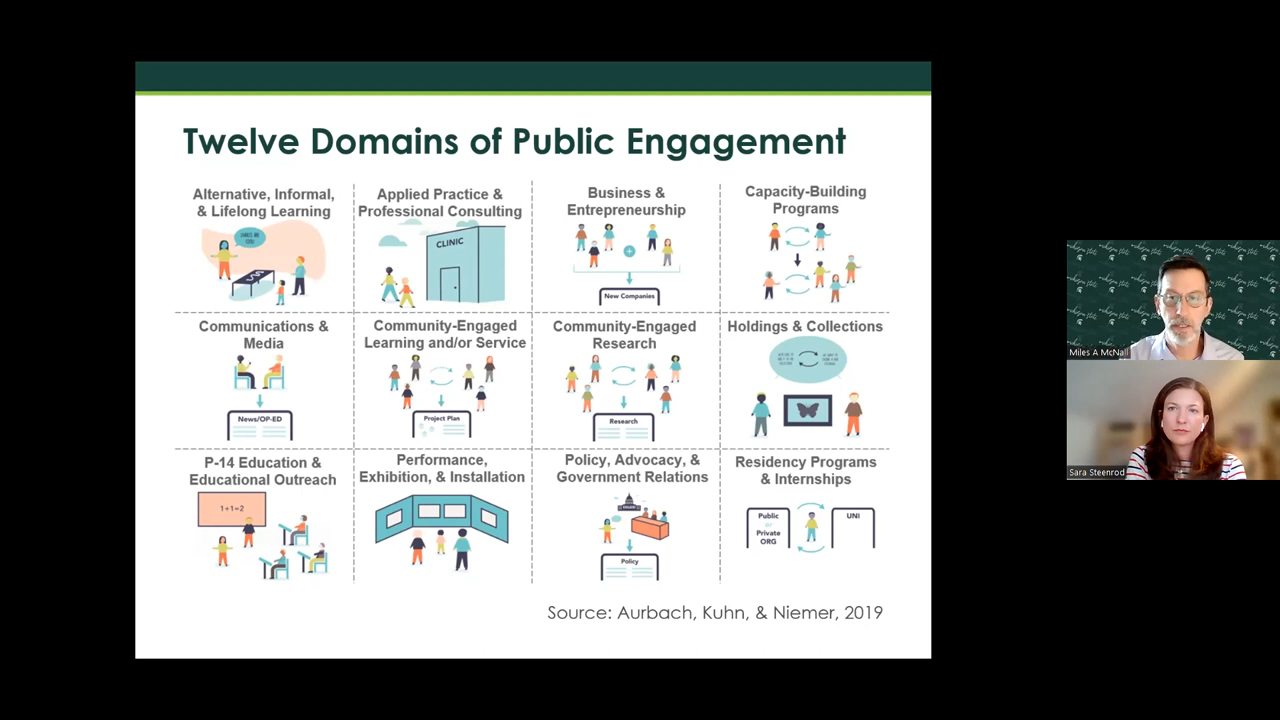 Twelve Domains of Public Engagement
Alternative, Informal,
& Lifelong Learning
Applied Practice &
Professional Consulting
CLINIC
Business &
Entrepreneurship
New Companies
Capacity-Building
Programs
Communications &
Media
News/OP-ED
Community-Engaged
Learning and/or Service
Project Plan
Community-Engaged
Research
Research
Holdings & Collections
P-14 Education &
Educational Outreach
1+1=2
Performance,
Exhibition, & Installation
Policy, Advocacy, &
Government Relations
Policy
Residency Programs
& Internships
Public
or
Private
ORG
UNI
Source: Aurbach, Kuhn, & Niemer, 2019
Miles A McNall
Sara Steenrod